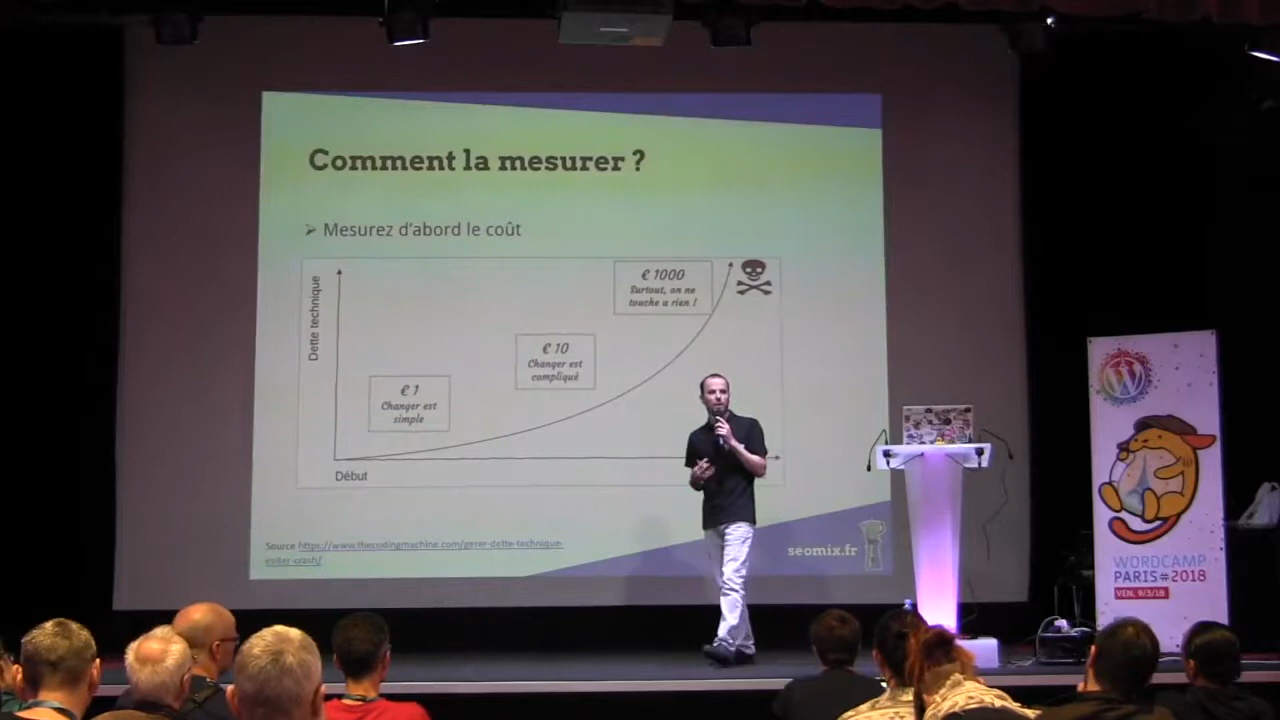 Comment la mesurer ?
➢ Mesurez d'abord le coût
Dette technique
€ 1000
Surtout, on ne
touche a rien !
€ 10
Changer est
compliqué
€ 1
Changer est
simple
Début
Source https://www.thecodingmachine.com/gerer-dette-technique-
eviter-crash/
seomix.fr
WORDCAMP
PARIS#2018
VEN. 9/3/18